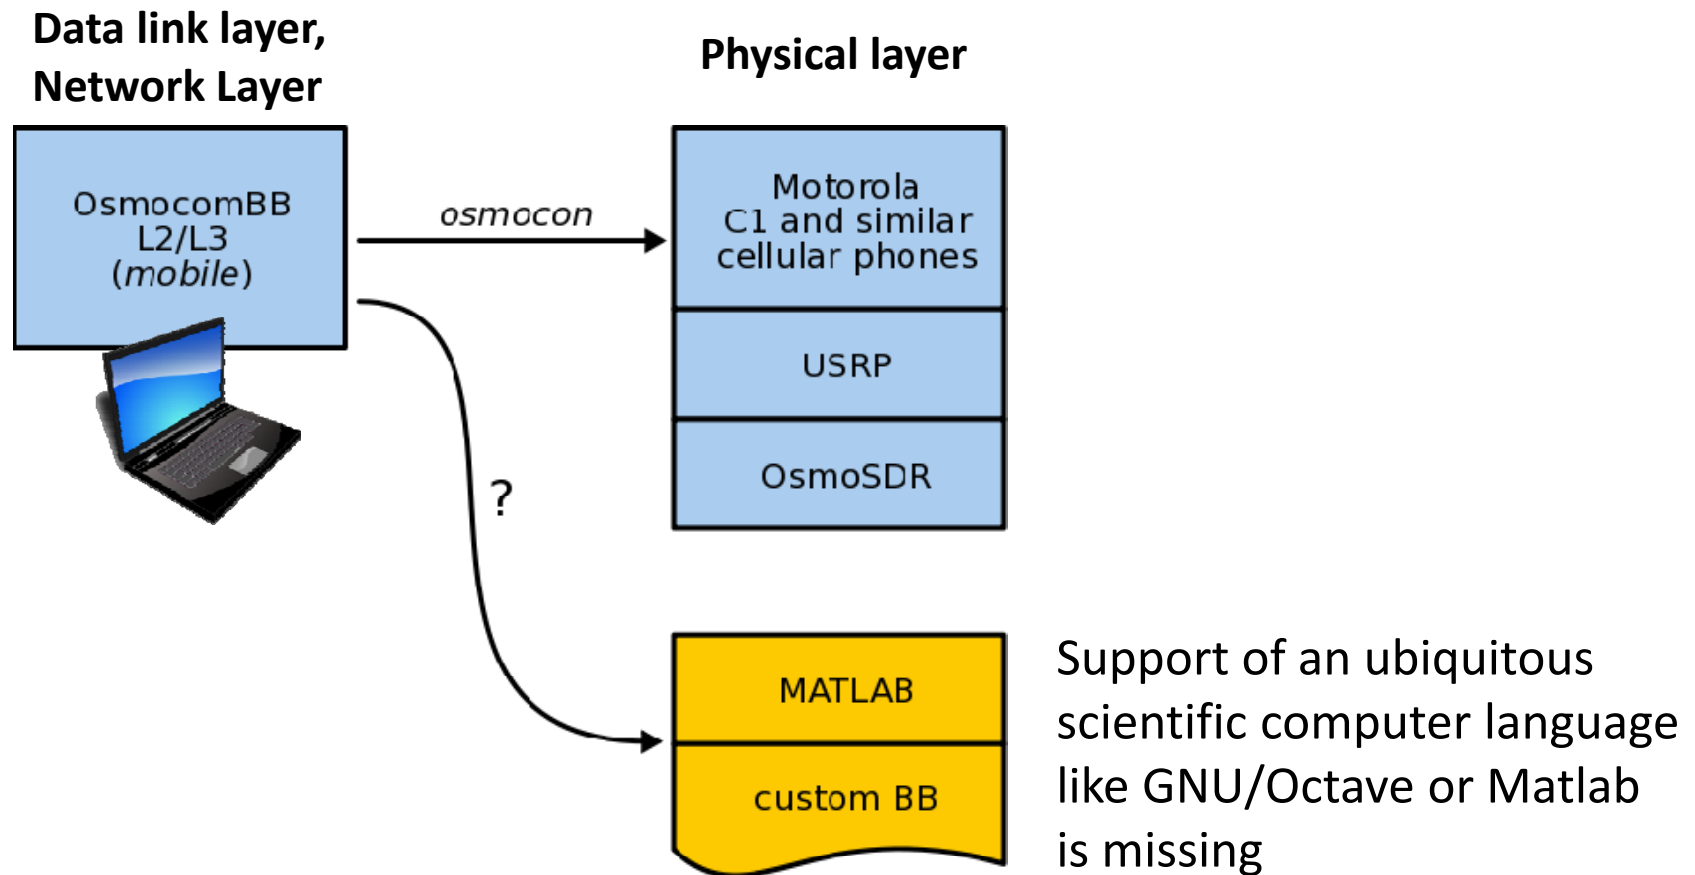 Data link layer,
Network Layer
Physical layer
OsmocomBB
L2/L3
(mobile)
osmocon
Motorola
C1 and similar
cellular phones
USRP
OsmoSDR
?
MATLAB
custom BB
Support of an ubiquitous
scientific computer language
like GNU/Octave or Matlab
is missing